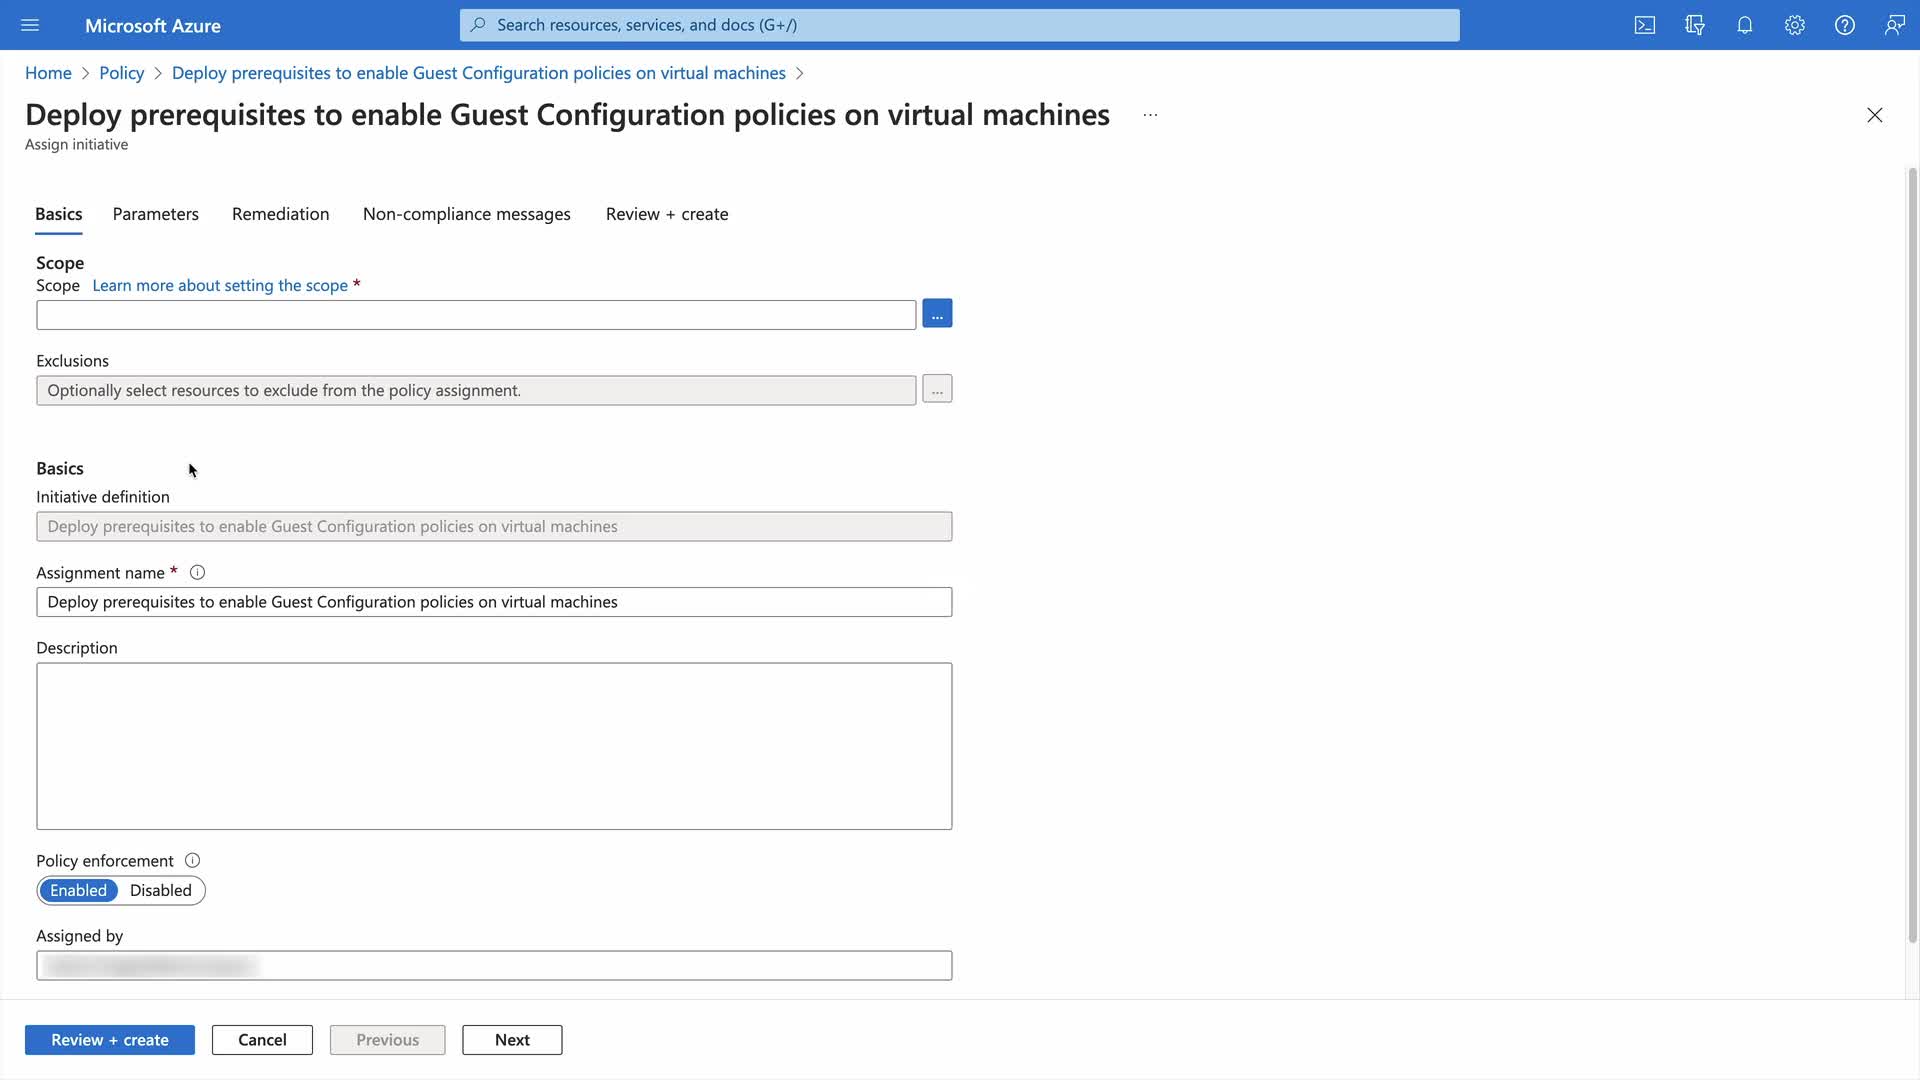 Microsoft Azure
Search resources, services, and docs (G+/)
Home > Policy > Deploy prerequisites to enable Guest Configuration policies on virtual machines >
Deploy prerequisites to enable Guest Configuration policies on virtual machines ...
Assign initiative
Basics Parameters Remediation Non-compliance messages Review + create
Scope
Scope Learn more about setting the scope *
...
Exclusions
Optionally select resources to exclude from the policy assignment. ...
Basics
Initiative definition
Deploy prerequisites to enable Guest Configuration policies on virtual machines
Assignment name *
Deploy prerequisites to enable Guest Configuration policies on virtual machines
Description
Policy enforcement
Enabled Disabled
Assigned by
Review + create Cancel Previous Next